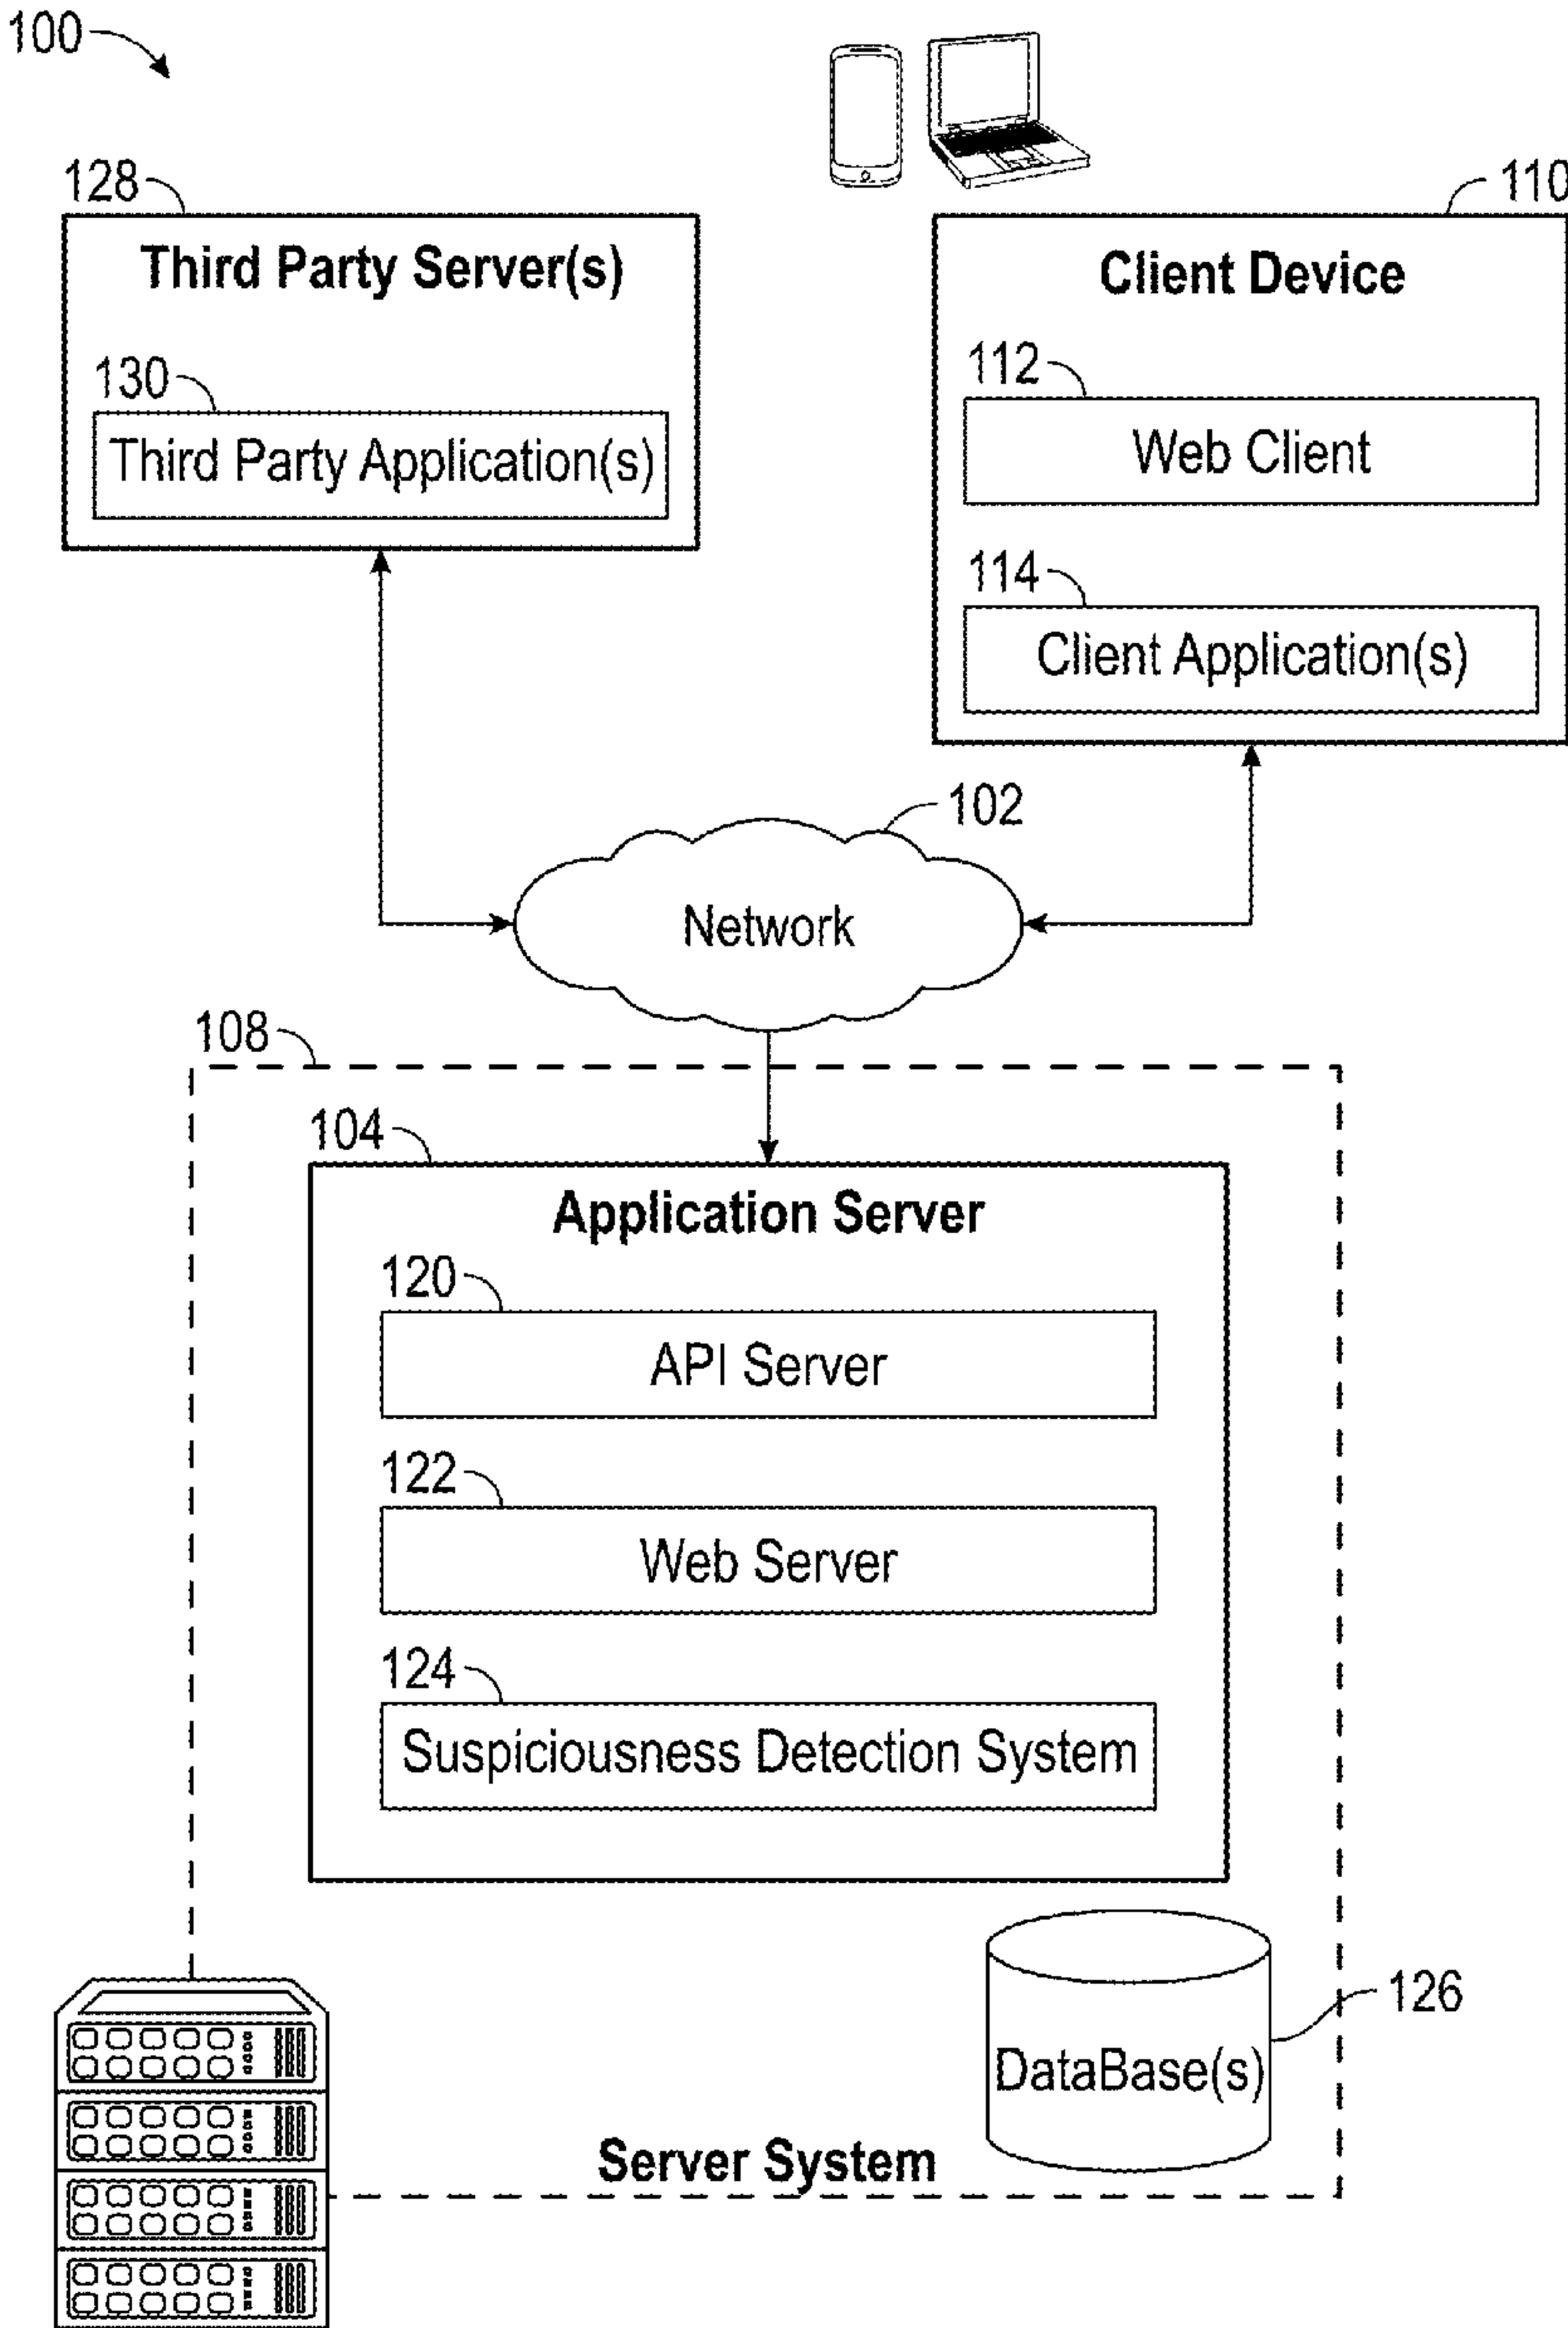 100
128
110
Third Party Server(s)
Client Device
130
Third Party Application(s)
112
Web Client
114
Client Application(s)
102
Network
108
104
Application Server
120
API Server
122
Web Server
124
Suspiciousness Detection System
126
DataBase(s)
Server System